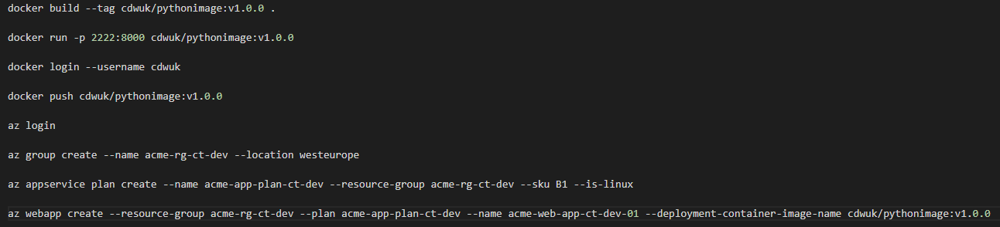 docker build --tag cdwuk/pythonimage:v1.0.0 .
docker run -p 2222:8000 cdwuk/pythonimage:v1.0.0
docker login --username cdwuk
docker push cdwuk/pythonimage:v1.0.0
az login
az group create --name acme-rg-ct-dev --location westeurope
az appservice plan create --name acme-app-plan-ct-dev --resource-group acme-rg-ct-dev --sku B1 --is-linux
az webapp create --resource-group acme-rg-ct-dev --plan acme-app-plan-ct-dev --name acme-web-app-ct-dev-01 --deployment-container-image-name cdwuk/pythonimage:v1.0.0